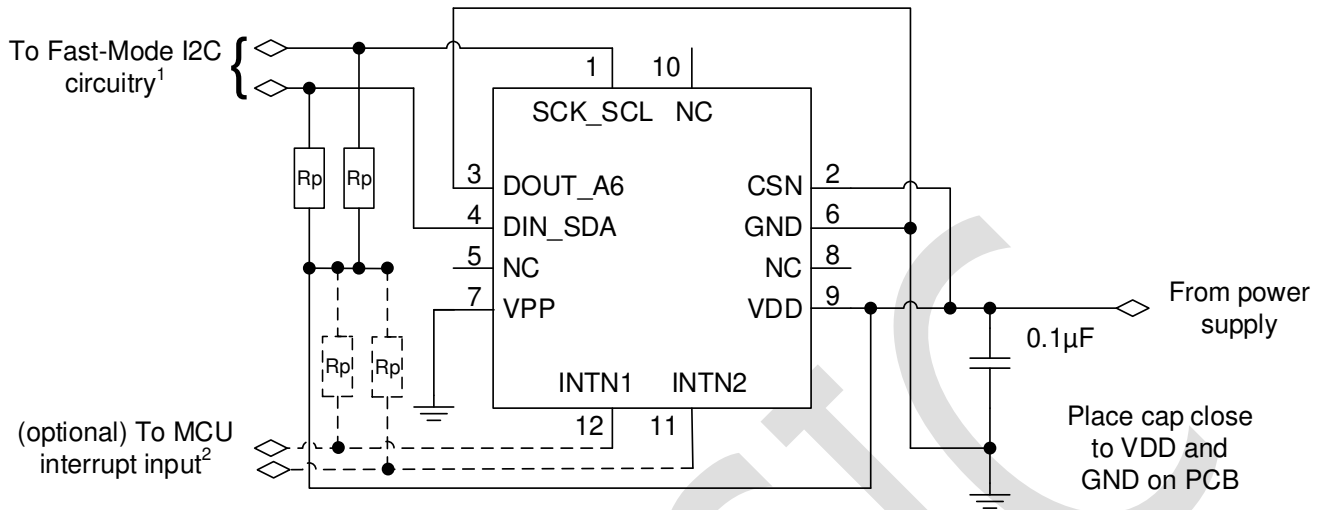 To Fast-Mode I2C
circuitry1
1
10
SCK_SCL NC
Rp Rp
3 DOUT_A6
CSN 2
4 DIN_SDA
GND 6
5 NC
NC 8
7 VPP
VDD 9
From power
supply
0.1µF
Rp Rp
INTN1 INTN2
12 11
(optional) To MCU
interrupt input2
Place cap close
to VDD and
GND on PCB